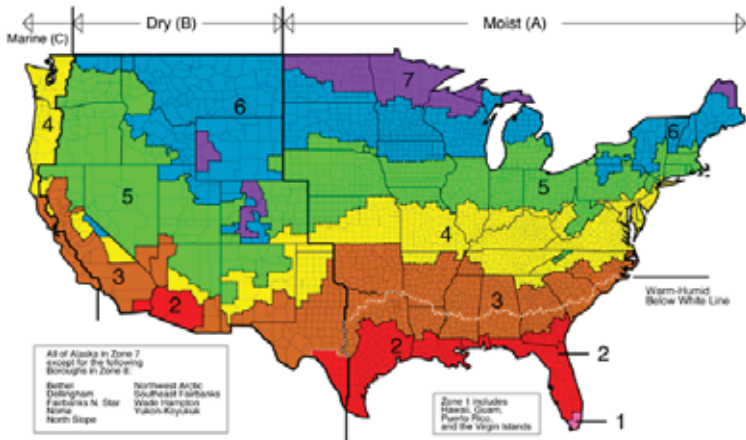 Dry (B)
Moist (A)
Marine (C)
7
6
6
4
5
5
4
3
3
Warm-Humid
Below White Line
2
2
2
1
All of Alaska in Zone 7
except for the following
Boroughs in Zone 8:
Bethel Northwest Arctic
Dellingham Southeast Fairbanks
Fairbanks N. Star Wade Hampton
Nome Yukon-Koyukuk
North Slope
Zone 1 includes
Hawaii, Guam,
Puerto Rico,
and the Virgin Islands